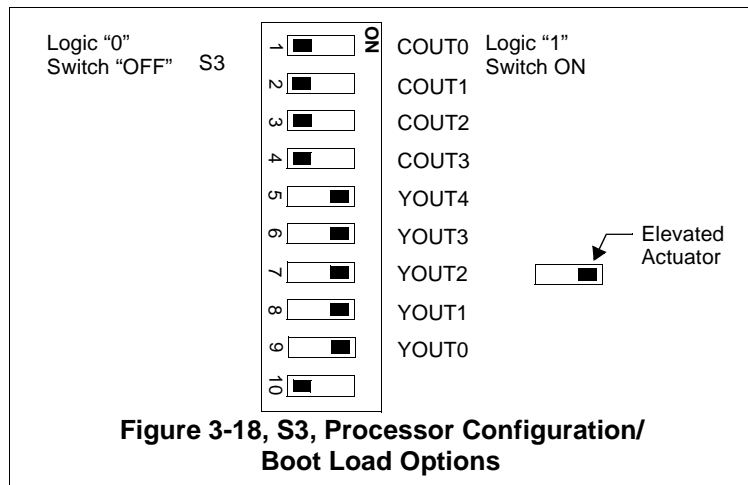 Logic “0”
Switch “OFF”
S3
ON
Logic “1”
Switch ON
1 COUT0
2 COUT1
3 COUT2
4 COUT3
5 YOUT4
6 YOUT3
7 YOUT2
8 YOUT1
9 YOUT0
10
Elevated
Actuator
Figure 3-18, S3, Processor Configuration/
Boot Load Options